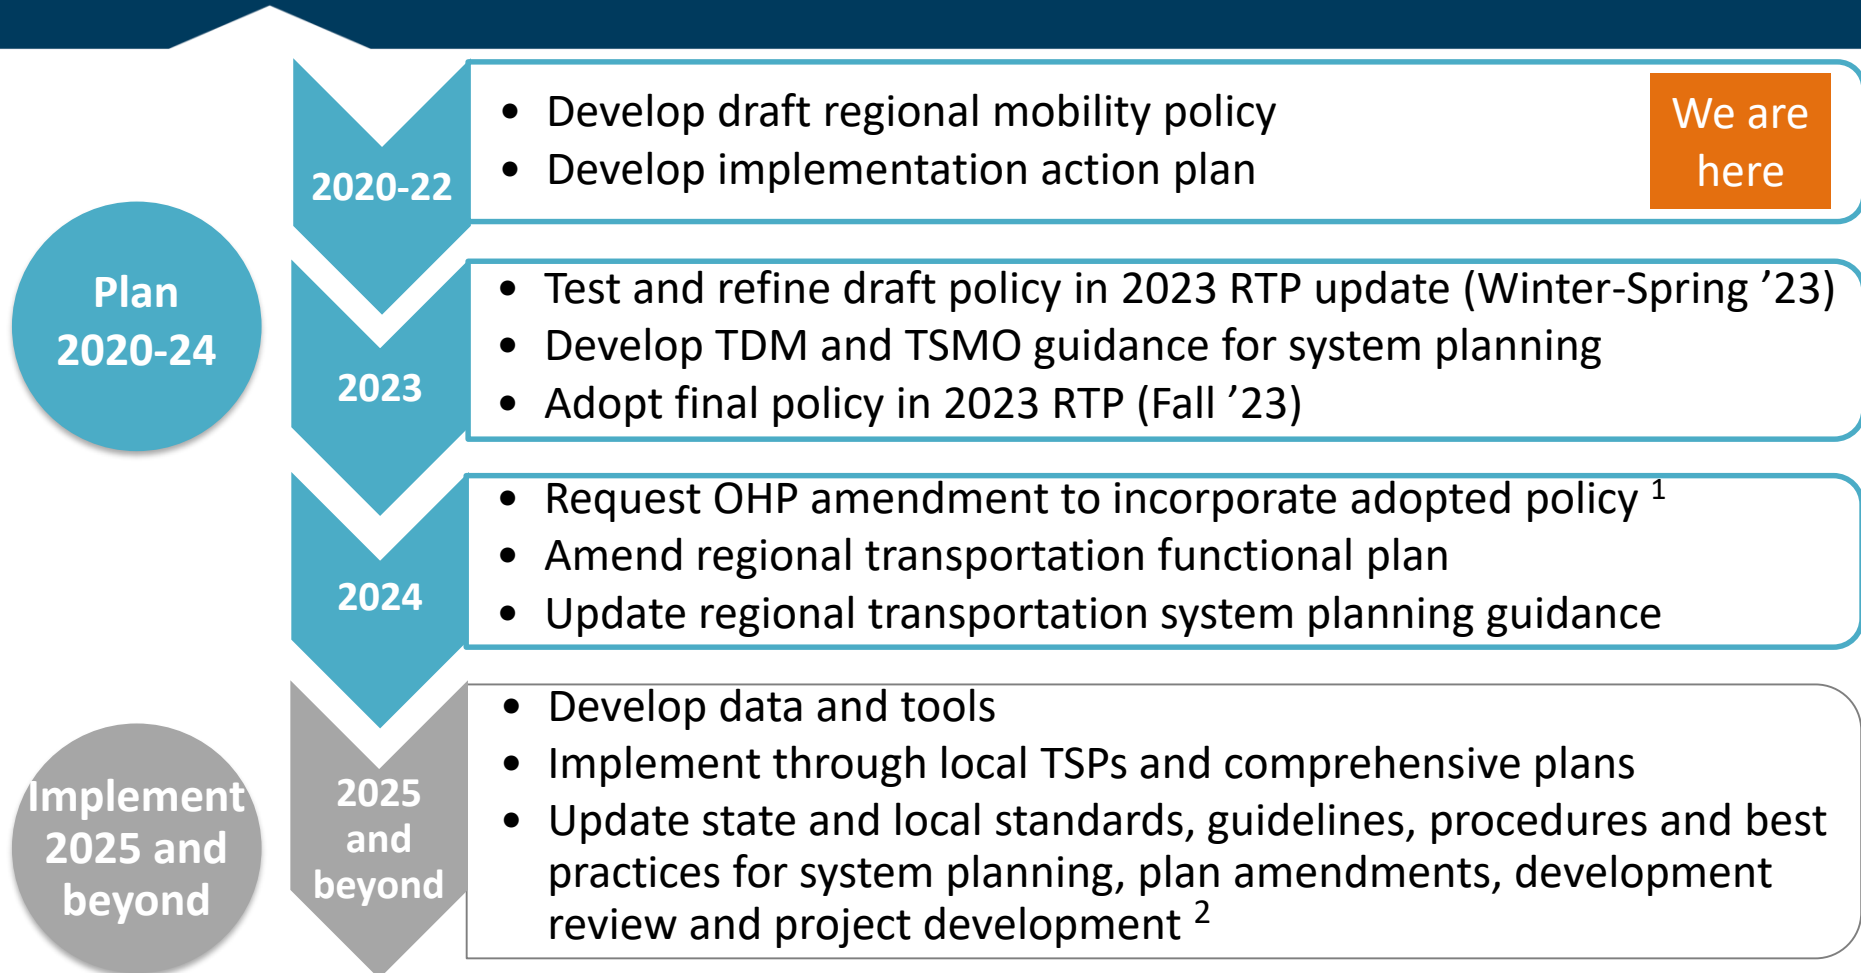 Plan
2020-24
2020-22
• Develop draft regional mobility policy
• Develop implementation action plan
We are
here
2023
• Test and refine draft policy in 2023 RTP update (Winter-Spring ’23)
• Develop TDM and TSMO guidance for system planning
• Adopt final policy in 2023 RTP (Fall ’23)
2024
• Request OHP amendment to incorporate adopted policy ¹
• Amend regional transportation functional plan
• Update regional transportation system planning guidance
Implement
2025 and
beyond
2025
and
beyond
• Develop data and tools
• Implement through local TSPs and comprehensive plans
• Update state and local standards, guidelines, procedures and best
practices for system planning, plan amendments, development
review and project development ²